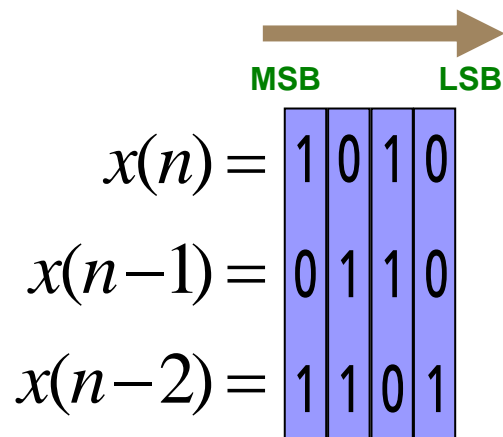 MSB LSB
x(n) = 1 0 1 0
x(n−1) = 0 1 1 0
x(n−2) = 1 1 0 1